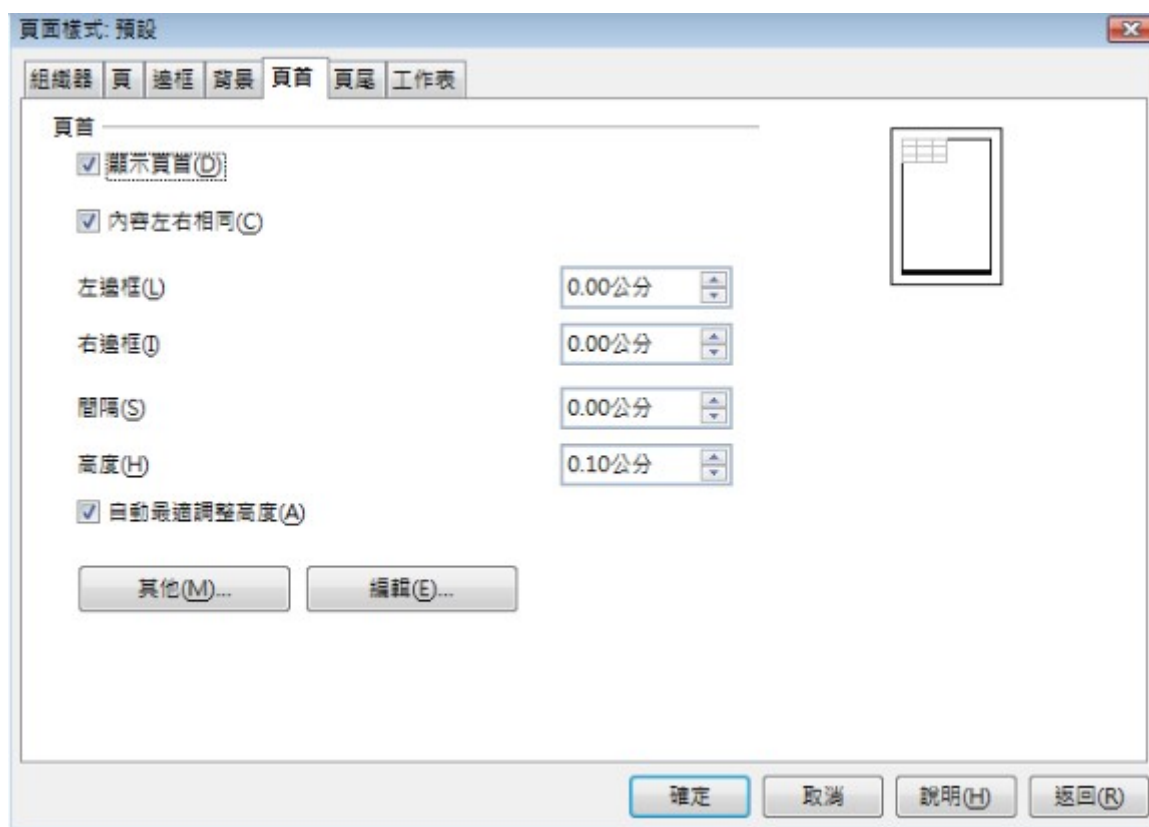 頁面樣式: 預設
組織器 頁 邊框 背景 頁首 頁尾 工作表
頁首
顯示頁首(D)
內容左右相同(C)
左邊框(L) 0.00公分
右邊框(I) 0.00公分
間隔(S) 0.00公分
高度(H) 0.10公分
自動最適調整高度(A)
其他(M)... 編輯(E)...
確定 取消 說明(H) 返回(R)